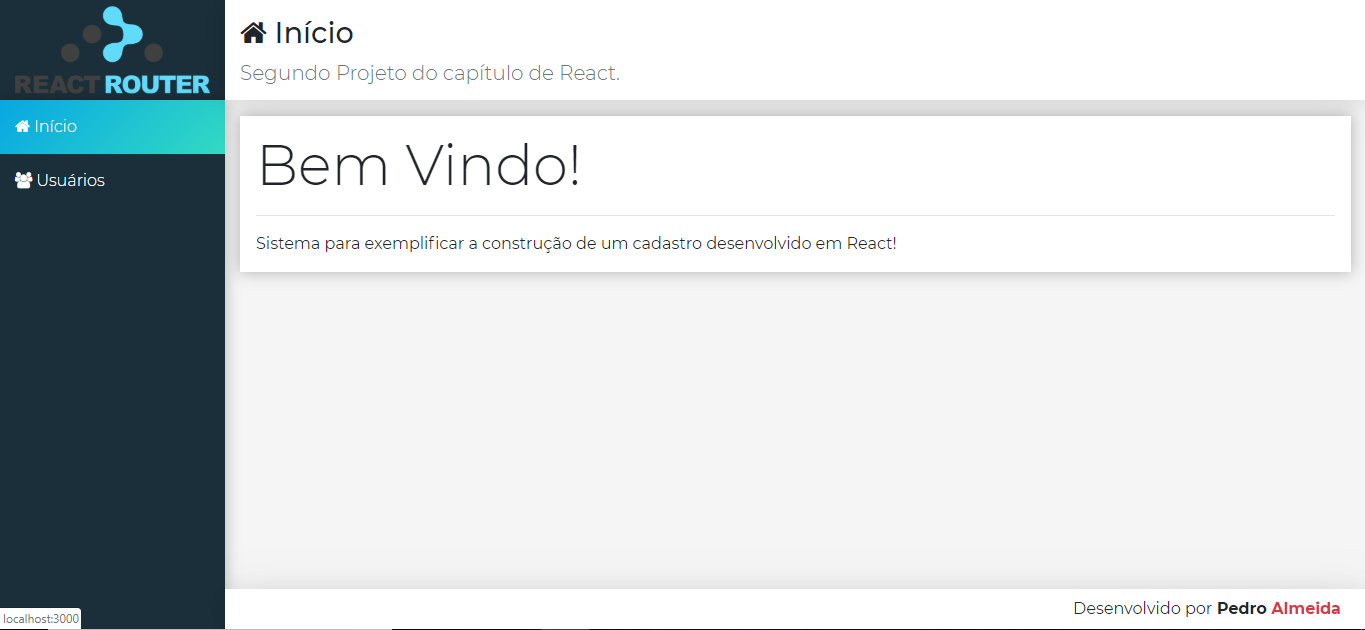 REACT ROUTER
Início
Usuários
Início
Segundo Projeto do capítulo de React.
Bem Vindo!
Sistema para exemplificar a construção de um cadastro desenvolvido em React!
Desenvolvido por Pedro Almeida
localhost:3000